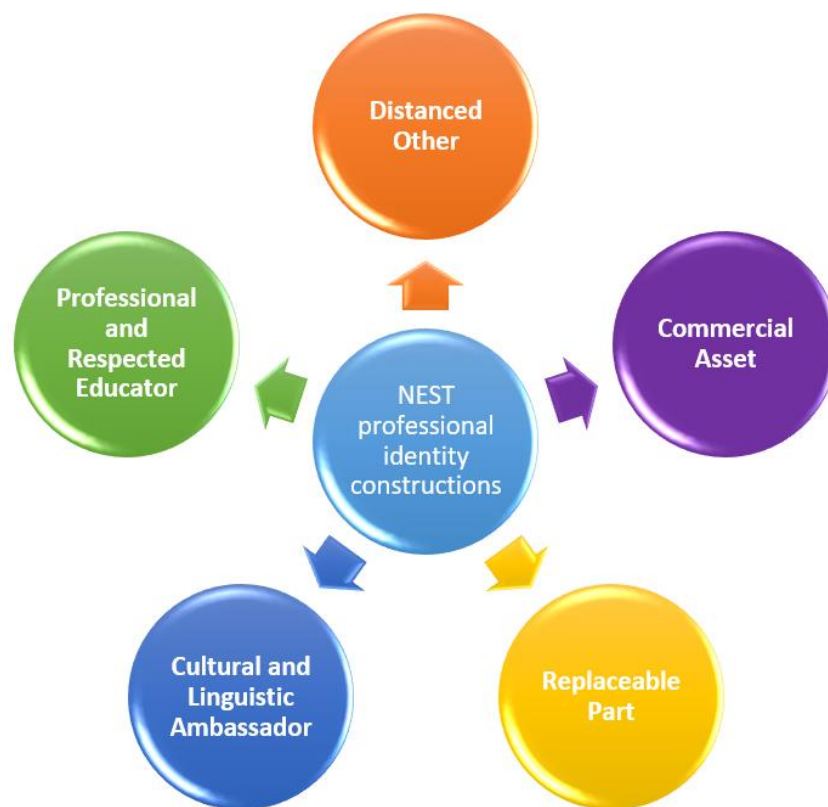 Distanced
Other
Professional
and
Respected
Educator
Commercial
Asset
NEST
professional
identity
constructions
Cultural and
Linguistic
Ambassador
Replaceable
Part